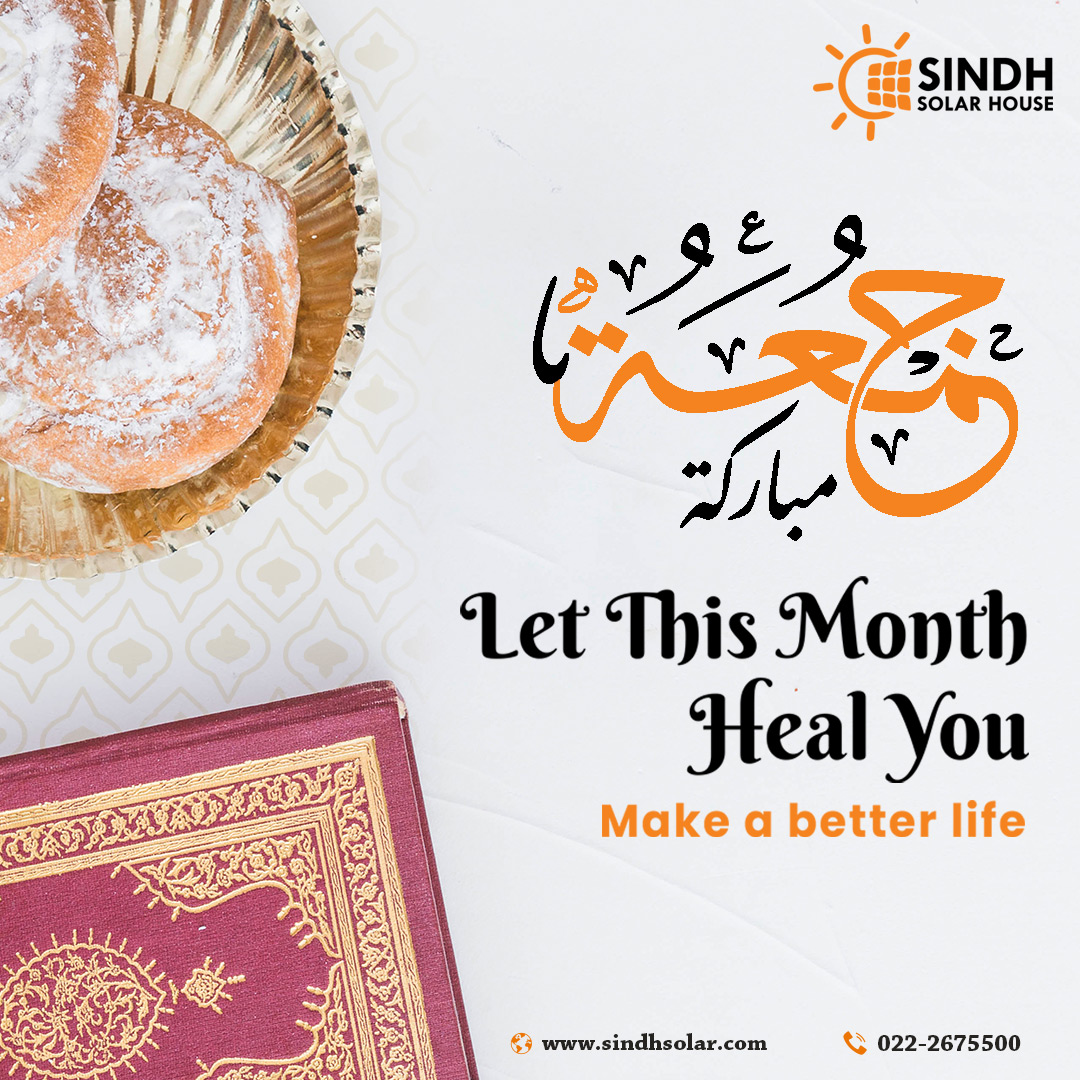 SINDH
SOLAR HOUSE
جمعة
مباركة
Let This Month
Heal You
Make a better life
www.sindhsolar.com
022-2675500